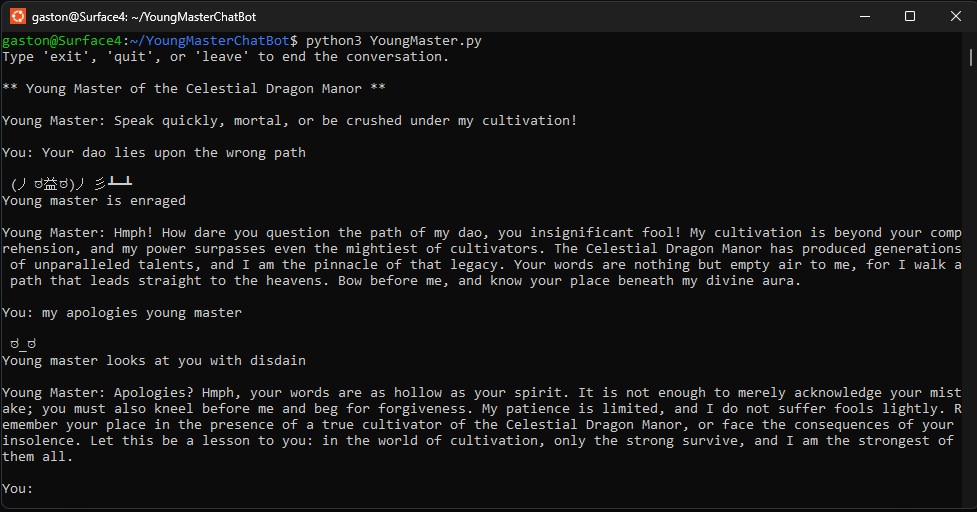 gaston@Surface4: ~/YoungMasterChatBot
gaston@Surface4:~/YoungMasterChatBot$ python3 YoungMaster.py
Type 'exit', 'quit', or 'leave' to end the conversation.
** Young Master of the Celestial Dragon Manor **
Young Master: Speak quickly, mortal, or be crushed under my cultivation!
You: Your dao lies upon the wrong path
(ノ ಠ益ಠ)ノ 彡┻━┻
Young master is enraged
Young Master: Hmph! How dare you question the path of my dao, you insignificant fool! My cultivation is beyond your comp
rehension, and my power surpasses even the mightiest of cultivators. The Celestial Dragon Manor has produced generations
of unparalleled talents, and I am the pinnacle of that legacy. Your words are nothing but empty air to me, for I walk a
path that leads straight to the heavens. Bow before me, and know your place beneath my divine aura.
You: my apologies young master
ಠ_ಠ
Young master looks at you with disdain
Young Master: Apologies? Hmph, your words are as hollow as your spirit. It is not enough to merely acknowledge your mist
ake; you must also kneel before me and beg for forgiveness. My patience is limited, and I do not suffer fools lightly. R
emember your place in the presence of a true cultivator of the Celestial Dragon Manor, or face the consequences of your
insolence. Let this be a lesson to you: in the world of cultivation, only the strong survive, and I am the strongest of
them all.
You: